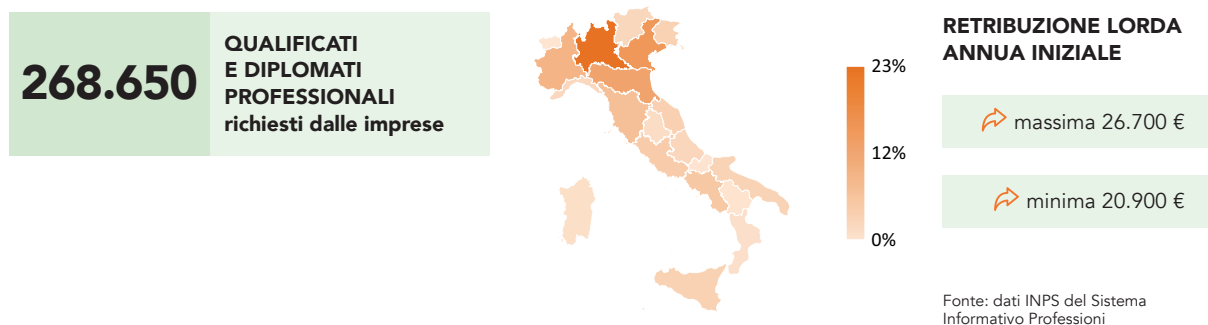 268.650
QUALIFICATI
E DIPLOMATI
PROFESSIONALI
richiesti dalle imprese
23%
12%
0%
RETRIBUZIONE LORDA
ANNUA INIZIALE
massima 26.700 €
minima 20.900 €
Fonte: dati INPS del Sistema
Informativo Professioni